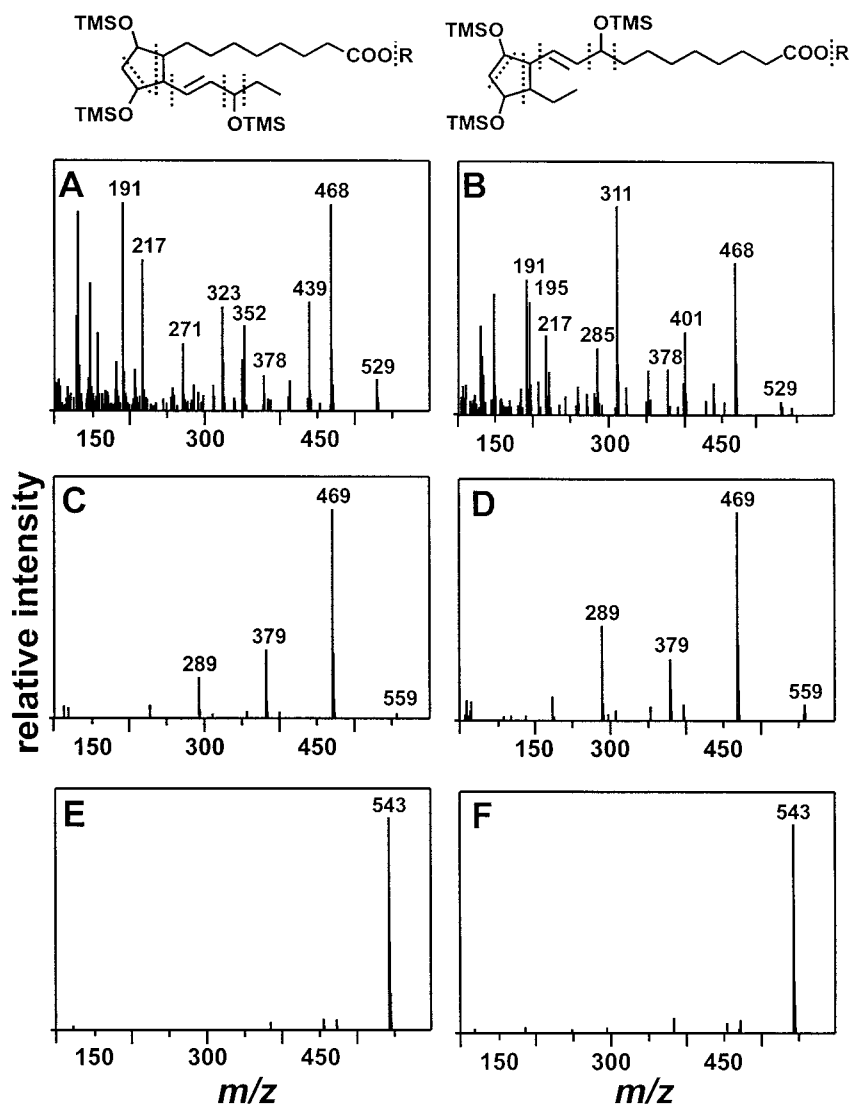 TMSO
COO R
TMSO
OTMS
OTMS
TMSO
COO R
TMSO
A
191
217
271
323
352
378
439
468
529
150 300 450
B
191
195
217
285
311
378
401
468
529
150 300 450
C
289
379
469
559
150 300 450
D
289
379
469
559
150 300 450
E
543
150 300 450
F
543
150 300 450
relative intensity
m/z
m/z